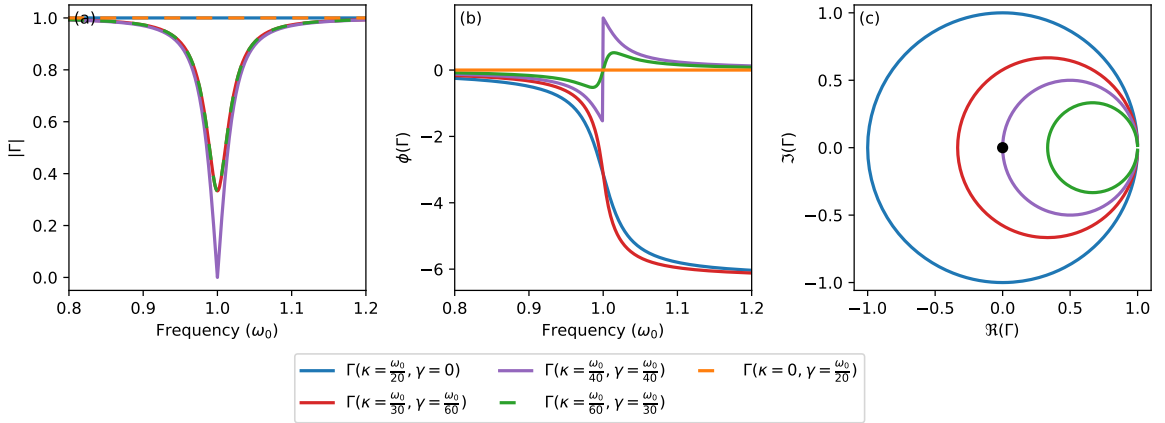 (a)
1.0
0.8
0.6
0.4
0.2
0.0
|Γ|
0.8 0.9 1.0 1.1 1.2
Frequency (ω₀)
(b)
0
−2
−4
−6
ϕ(Γ)
0.8 0.9 1.0 1.1 1.2
Frequency (ω₀)
(c)
1.0
0.5
0.0
−0.5
−1.0
ℑ(Γ)
−1.0 −0.5 0.0 0.5 1.0
ℜ(Γ)
Γ(κ = ω₀/20, γ = 0)
Γ(κ = ω₀/30, γ = ω₀/60)
Γ(κ = ω₀/40, γ = ω₀/40)
Γ(κ = ω₀/60, γ = ω₀/30)
Γ(κ = 0, γ = ω₀/20)